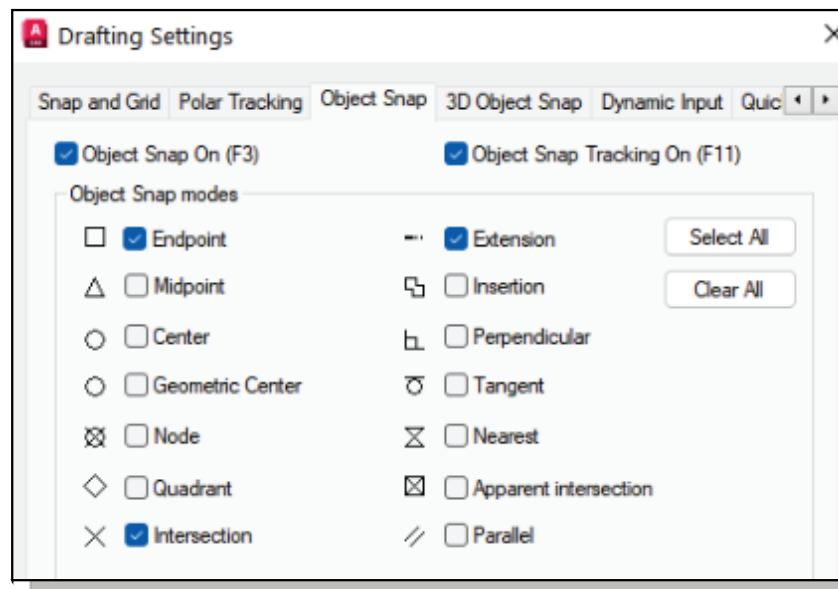 Drafting Settings
Snap and Grid Polar Tracking Object Snap 3D Object Snap Dynamic Input Quic
Object Snap On (F3) Object Snap Tracking On (F11)
Object Snap modes
Endpoint Extension Select All
Midpoint Insertion Clear All
Center Perpendicular
Geometric Center Tangent
Node Nearest
Quadrant Apparent intersection
Intersection Parallel